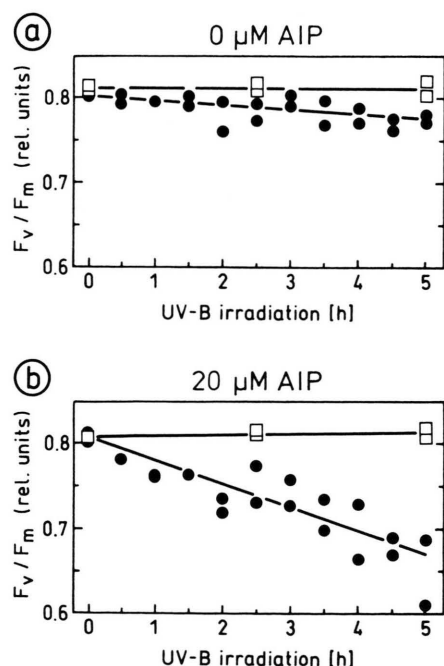 a
0 µM AIP
Fv / Fm (rel. units)
0.8
0.7
0.6
0 1 2 3 4 5
UV-B irradiation [h]
b
20 µM AIP
Fv / Fm (rel. units)
0.8
0.7
0.6
0 1 2 3 4 5
UV-B irradiation [h]